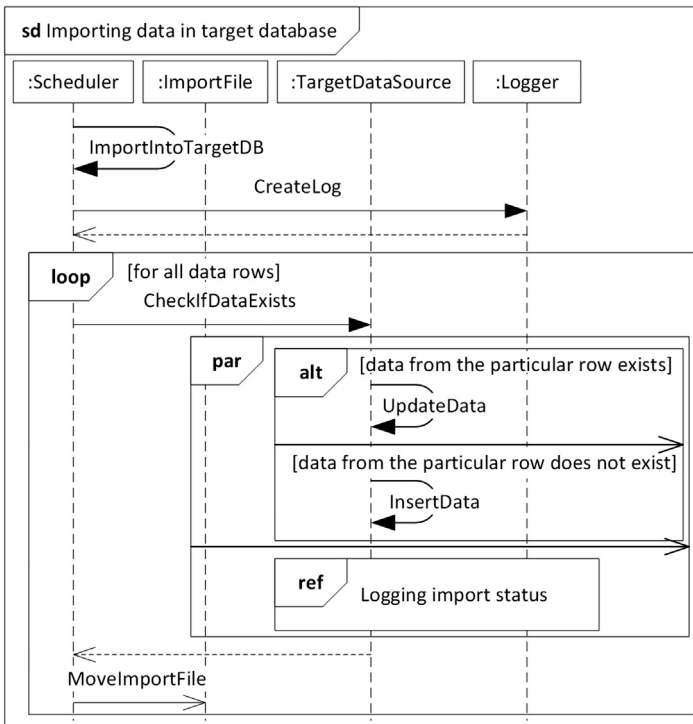 sd Importing data in target database
:Scheduler
:ImportFile
:TargetDataSource
:Logger
ImportIntoTargetDB
CreateLog
loop
[for all data rows]
CheckIfDataExists
par
alt
[data from the particular row exists]
UpdateData
[data from the particular row does not exist]
InsertData
ref
Logging import status
MoveImportFile